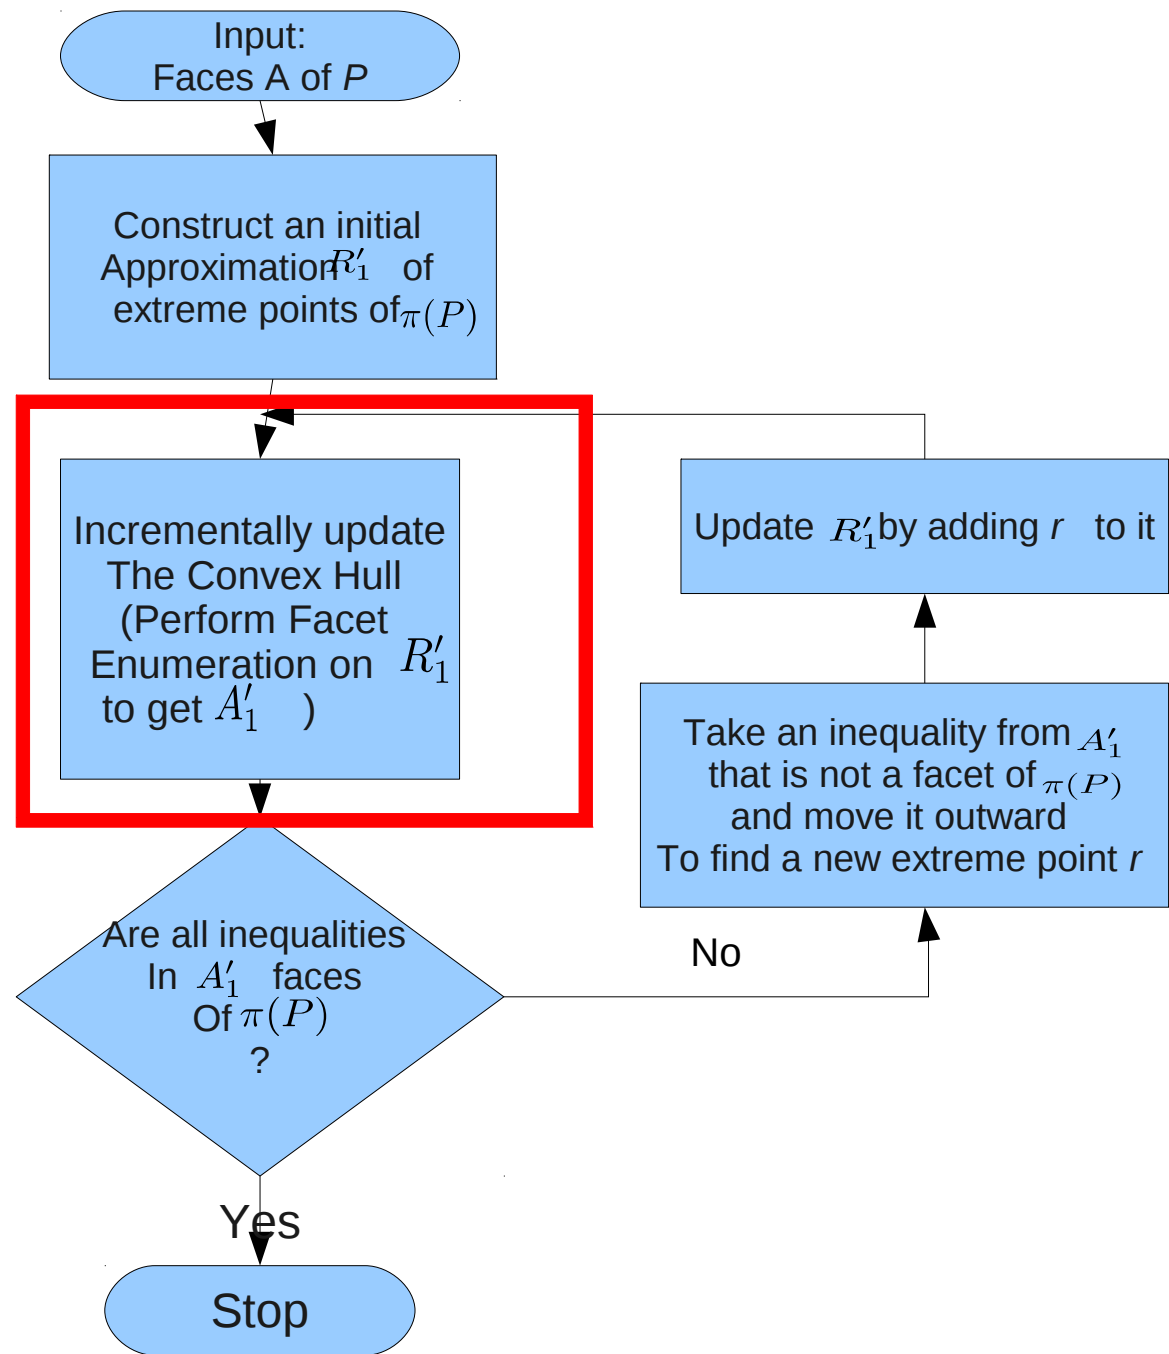 Input:
Faces A of P
Construct an initial
Approximation R′₁ of
extreme points of π(P)
Incrementally update
The Convex Hull
(Perform Facet
Enumeration on R′₁
to get A′₁ )
Are all inequalities
In A′₁ faces
Of π(P)
?
Yes
Stop
No
Take an inequality from A′₁
that is not a facet of π(P)
and move it outward
To find a new extreme point r
Update R′₁ by adding r to it